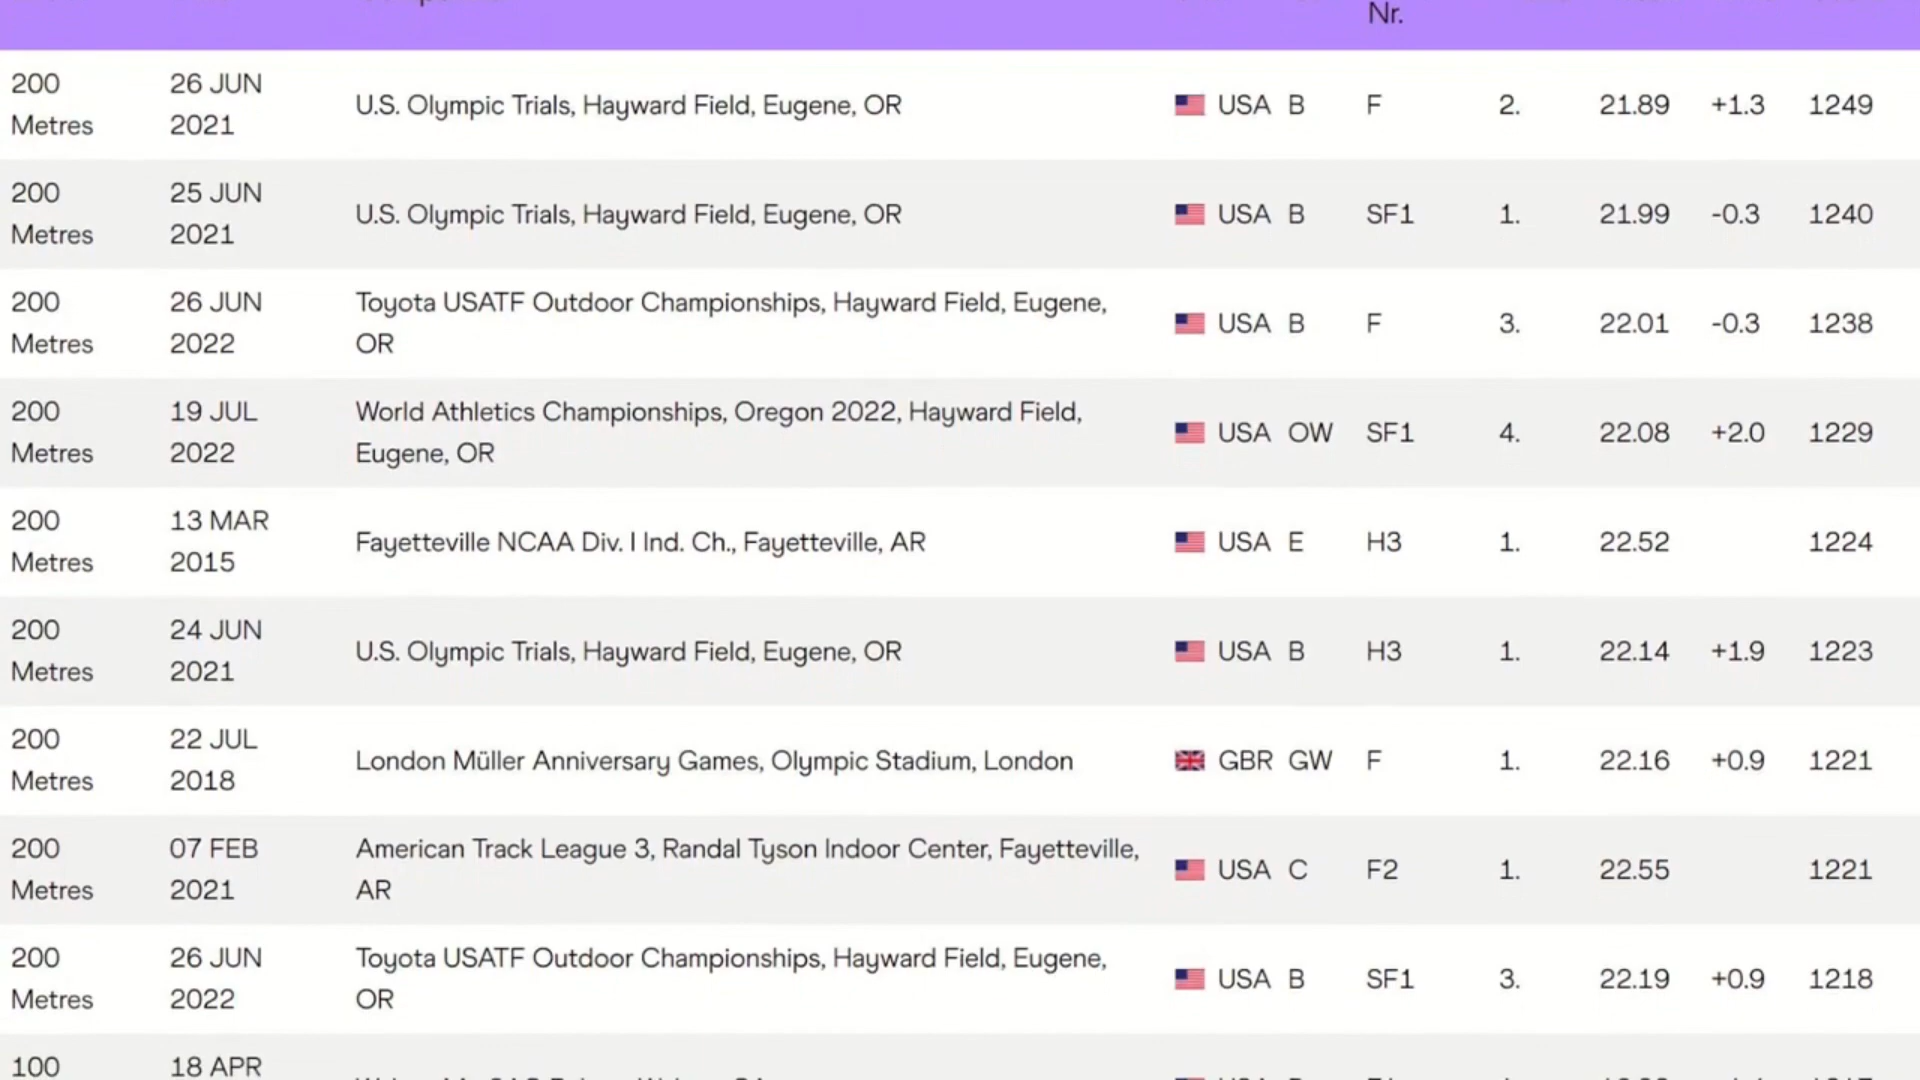 Nr.
200 Metres 26 JUN 2021 U.S. Olympic Trials, Hayward Field, Eugene, OR USA B F 2. 21.89 +1.3 1249
200 Metres 25 JUN 2021 U.S. Olympic Trials, Hayward Field, Eugene, OR USA B SF1 1. 21.99 -0.3 1240
200 Metres 26 JUN 2022 Toyota USATF Outdoor Championships, Hayward Field, Eugene, OR USA B F 3. 22.01 -0.3 1238
200 Metres 19 JUL 2022 World Athletics Championships, Oregon 2022, Hayward Field, Eugene, OR USA OW SF1 4. 22.08 +2.0 1229
200 Metres 13 MAR 2015 Fayetteville NCAA Div. I Ind. Ch., Fayetteville, AR USA E H3 1. 22.52 1224
200 Metres 24 JUN 2021 U.S. Olympic Trials, Hayward Field, Eugene, OR USA B H3 1. 22.14 +1.9 1223
200 Metres 22 JUL 2018 London Müller Anniversary Games, Olympic Stadium, London GBR GW F 1. 22.16 +0.9 1221
200 Metres 07 FEB 2021 American Track League 3, Randal Tyson Indoor Center, Fayetteville, AR USA C F2 1. 22.55 1221
200 Metres 26 JUN 2022 Toyota USATF Outdoor Championships, Hayward Field, Eugene, OR USA B SF1 3. 22.19 +0.9 1218
100 18 APR